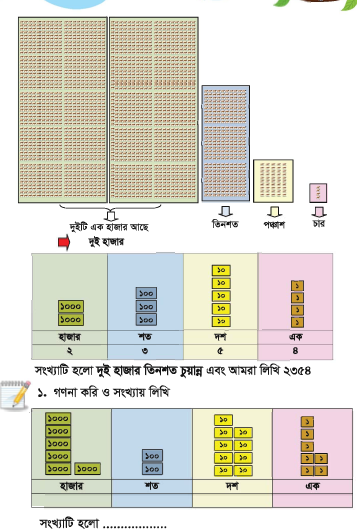 দুইটি এক হাজার আছে
দুই হাজার
তিনশত পঞ্চাশ চার
১০ 
১০০ ১০ ১
১০০০ ১০০ ১০ ১
১০০০ ১০০ ১০ ১
১০ ১
হাজার শত দশ এক
২ ৩ ৫ ৪
সংখ্যাটি হলো দুই হাজার তিনশত চুয়ান্ন এবং আমরা লিখি ২৩৫৪
১. গণনা করি ও সংখ্যায় লিখি
১০০০ ১০ ১
১০০০ ১০ ১০ ১
১০০০ ১০ ১০ ১
১০০০ ১০০ ১০ ১০ ১ ১
১০০০ ১০০০ ১০০ ১০ ১০ ১ ১
হাজার শত দশ এক
সংখ্যাটি হলো ..................